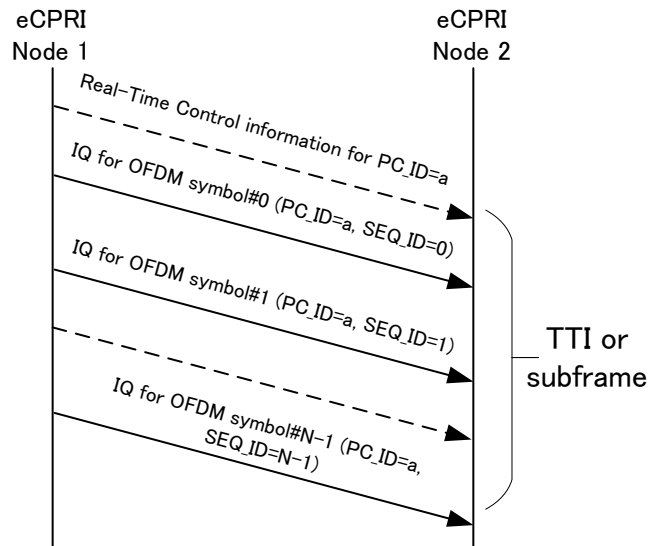 eCPRI
Node 1
eCPRI
Node 2
Real-Time Control information for PC_ID=a
IQ for OFDM symbol#0 (PC_ID=a, SEQ_ID=0)
IQ for OFDM symbol#1 (PC_ID=a, SEQ_ID=1)
IQ for OFDM symbol#N-1 (PC_ID=a,
SEQ_ID=N-1)
TTI or
subframe